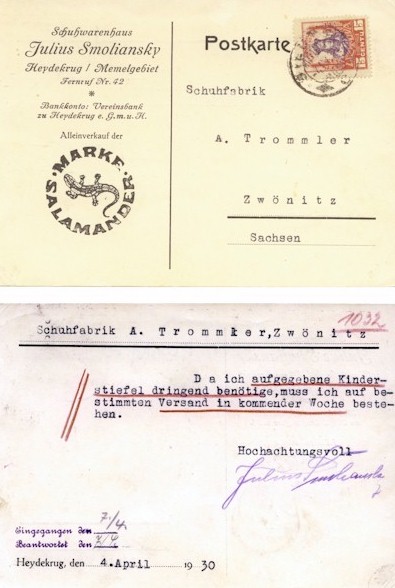 Schuhwarenhaus
Julius Smoliansky
Heydekrug / Memelgebiet
Fernruf Nr. 42
*
Bankkonto: Vereinsbank
zu Heydekrug e. G. m. u. H.
Alleinverkauf der
MARKE
SALAMANDER
Postkarte
15
Schuhfabrik
A. Trommler
Zwönitz
Sachsen
1032
Schuhfabrik A. Trommler, Zwönitz
Da ich aufgegebene Kinder-
stiefel dringend benötige, muss ich auf be-
stimmten Versand in kommender Woche beste-
hen.
Hochachtungsvoll
Julius Smoliansky
Eingegangen den 7/4.
Beantwortet den
Heydekrug, den 4. April 1930